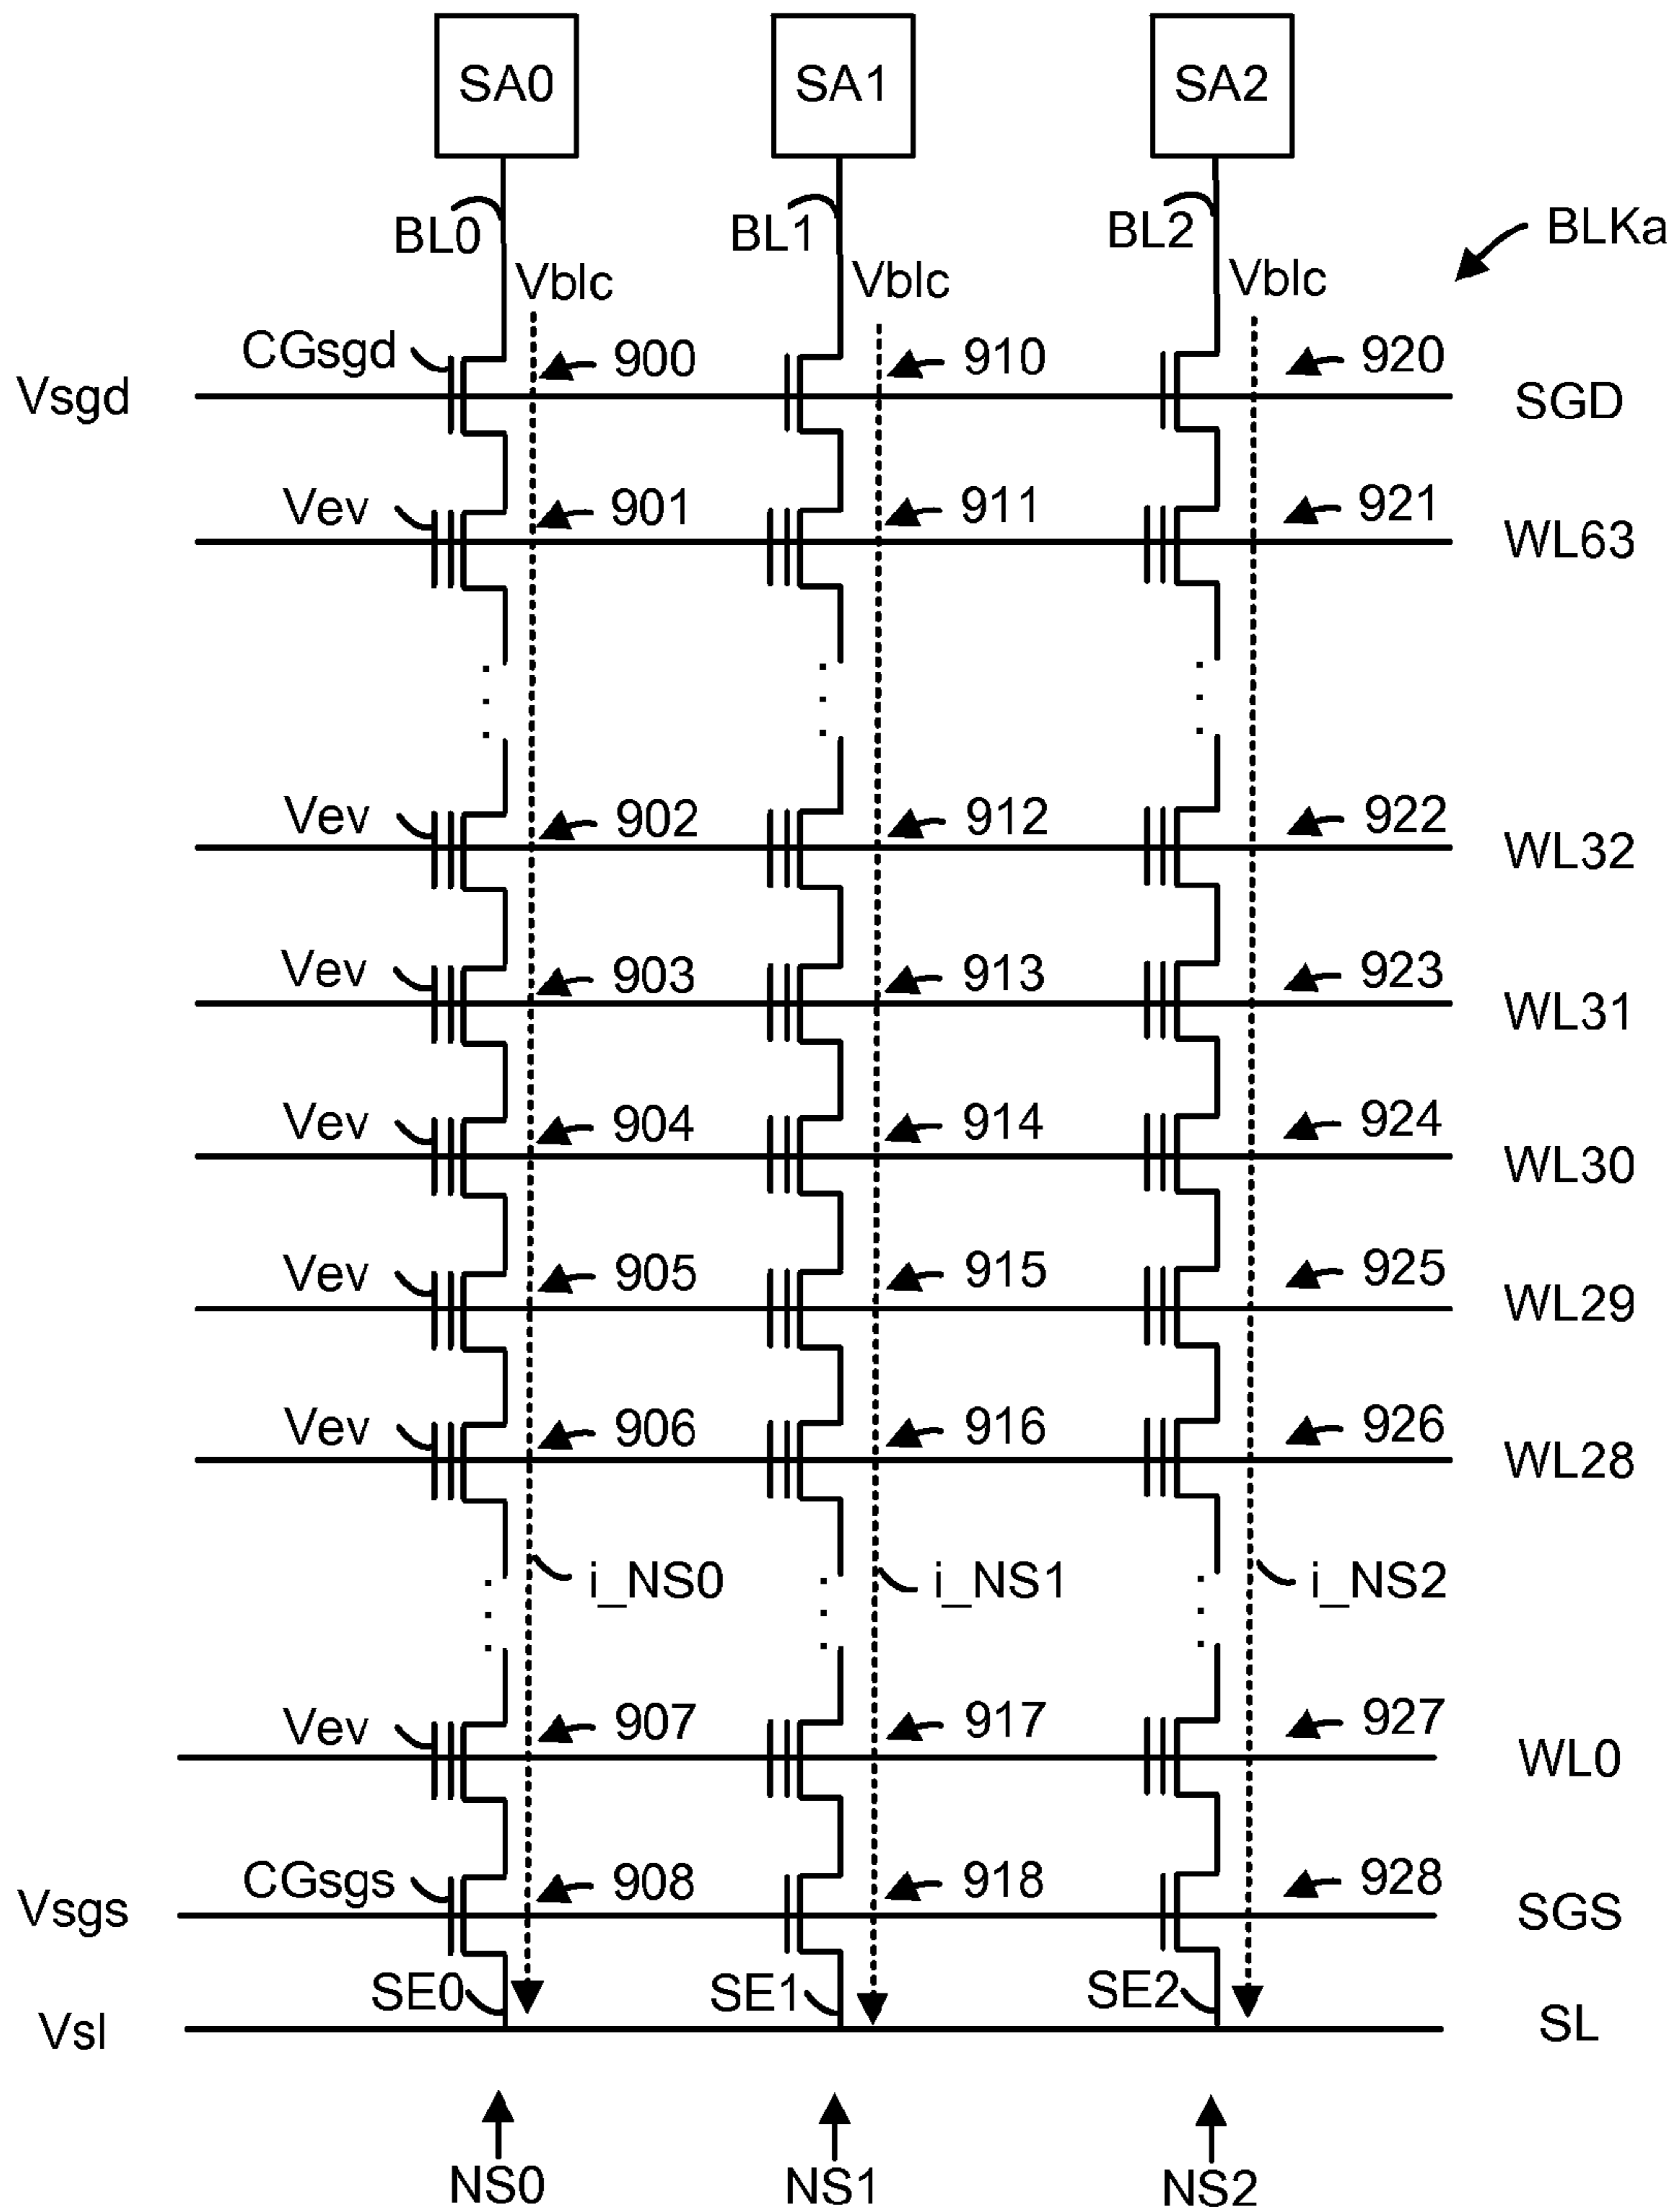 SA0 SA1 SA2
BL0 BL1 BL2 BLKa
Vblc Vblc Vblc
CGsgd 900 910 920
Vsgd SGD
Vev 901 911 921 WL63
Vev 902 912 922 WL32
Vev 903 913 923 WL31
Vev 904 914 924 WL30
Vev 905 915 925 WL29
Vev 906 916 926 WL28
i_NS0 i_NS1 i_NS2
Vev 907 917 927 WL0
CGsgs 908 918 928
Vsgs SGS
SE0 SE1 SE2
Vsl SL
NS0 NS1 NS2